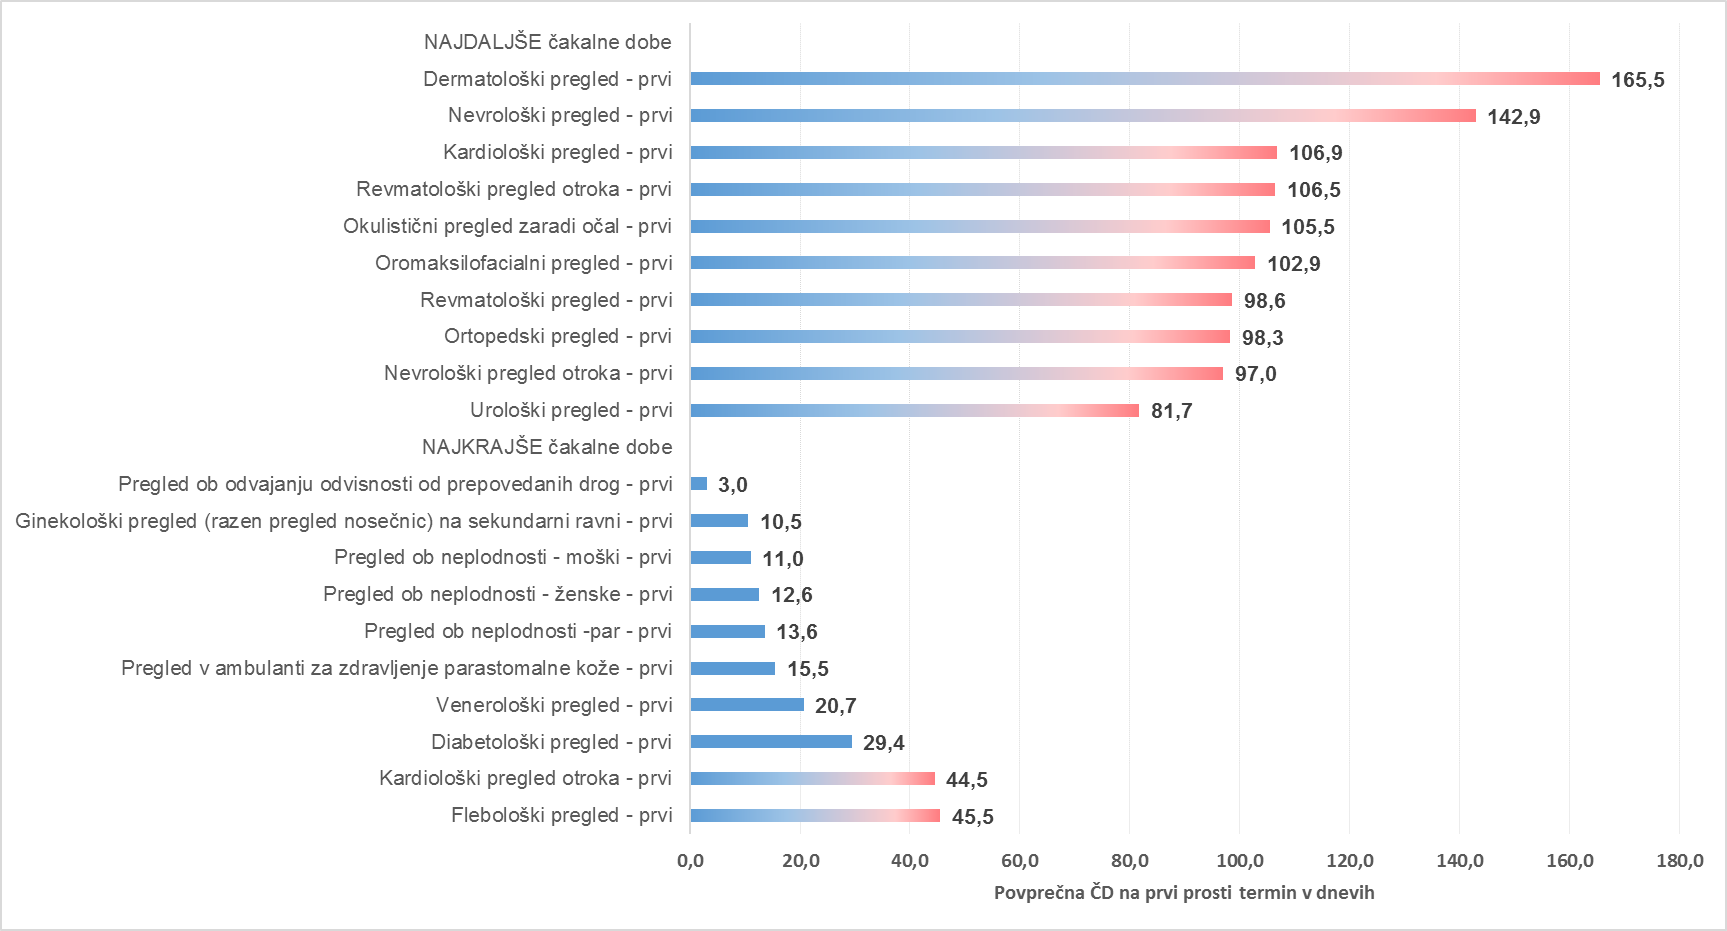 NAJDALJŠE čakalne dobe
Dermatološki pregled - prvi 165,5
Nevrološki pregled - prvi 142,9
Kardiološki pregled - prvi 106,9
Revmatološki pregled otroka - prvi 106,5
Okulistični pregled zaradi očal - prvi 105,5
Oromaksilofacialni pregled - prvi 102,9
Revmatološki pregled - prvi 98,6
Ortopedski pregled - prvi 98,3
Nevrološki pregled otroka - prvi 97,0
Urološki pregled - prvi 81,7
NAJKRAJŠE čakalne dobe
Pregled ob odvajanju odvisnosti od prepovedanih drog - prvi 3,0
Ginekološki pregled (razen pregled nosečnic) na sekundarni ravni - prvi 10,5
Pregled ob neplodnosti - moški - prvi 11,0
Pregled ob neplodnosti - ženske - prvi 12,6
Pregled ob neplodnosti -par - prvi 13,6
Pregled v ambulanti za zdravljenje parastomalne kože - prvi 15,5
Venerološki pregled - prvi 20,7
Diabetološki pregled - prvi 29,4
Kardiološki pregled otroka - prvi 44,5
Flebološki pregled - prvi 45,5
0,0 20,0 40,0 60,0 80,0 100,0 120,0 140,0 160,0 180,0
Povprečna ČD na prvi prosti termin v dnevih